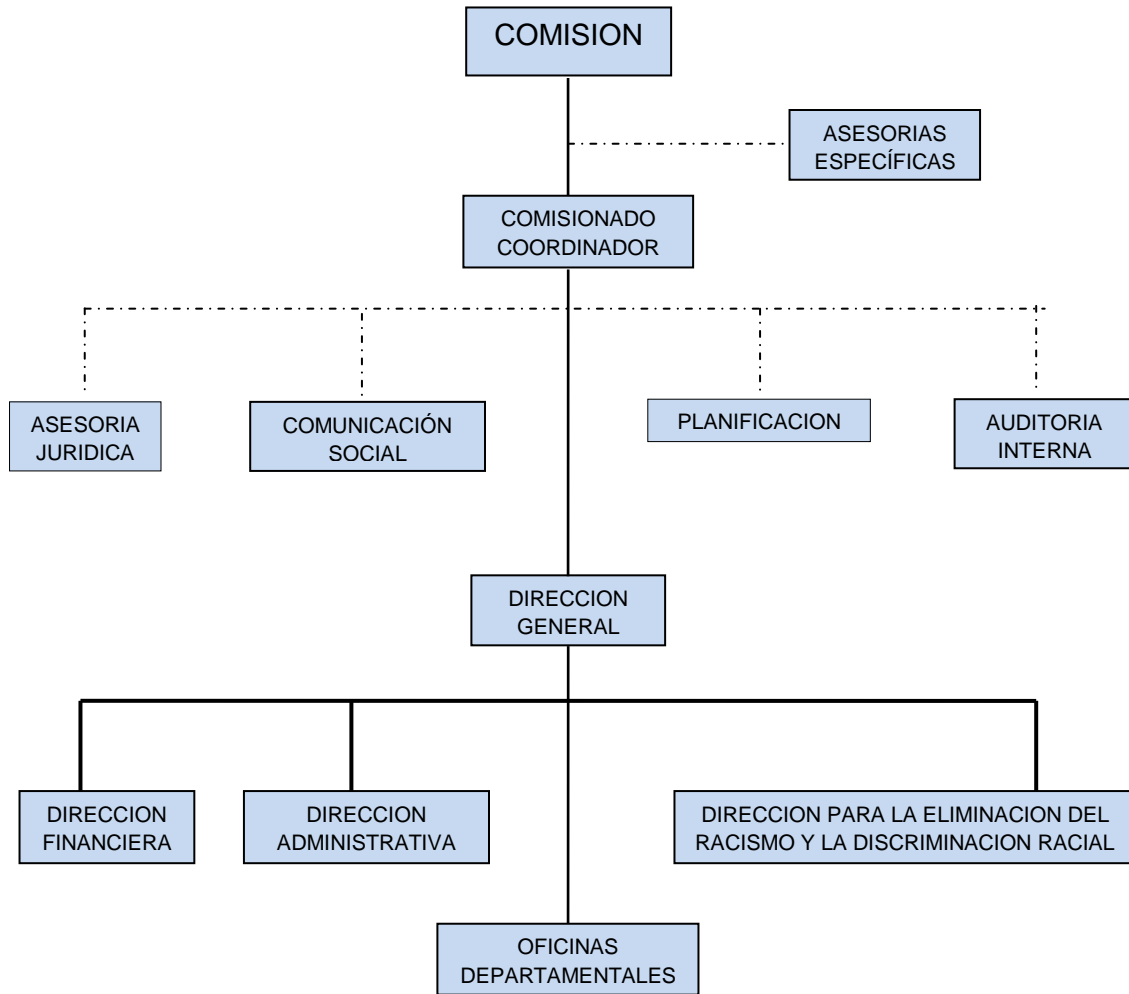 COMISION
ASESORIAS
ESPECÍFICAS
COMISIONADO
COORDINADOR
ASESORIA
JURIDICA
COMUNICACIÓN
SOCIAL
PLANIFICACION
AUDITORIA
INTERNA
DIRECCION
GENERAL
DIRECCION
FINANCIERA
DIRECCION
ADMINISTRATIVA
DIRECCION PARA LA ELIMINACION DEL
RACISMO Y LA DISCRIMINACION RACIAL
OFICINAS
DEPARTAMENTALES